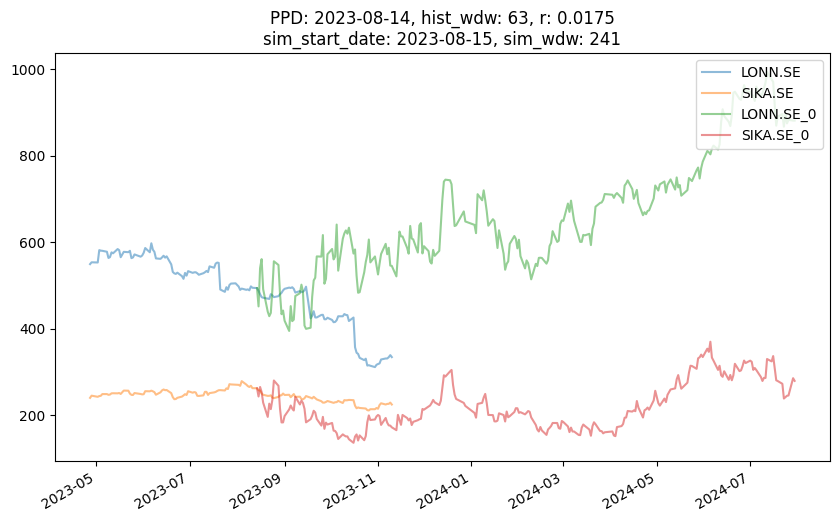 PPD: 2023-08-14, hist_wdw: 63, r: 0.0175
sim_start_date: 2023-08-15, sim_wdw: 241
LONN.SE
SIKA.SE
LONN.SE_0
SIKA.SE_0
1000
800
600
400
200
2023-05
2023-07
2023-09
2023-11
2024-01
2024-03
2024-05
2024-07